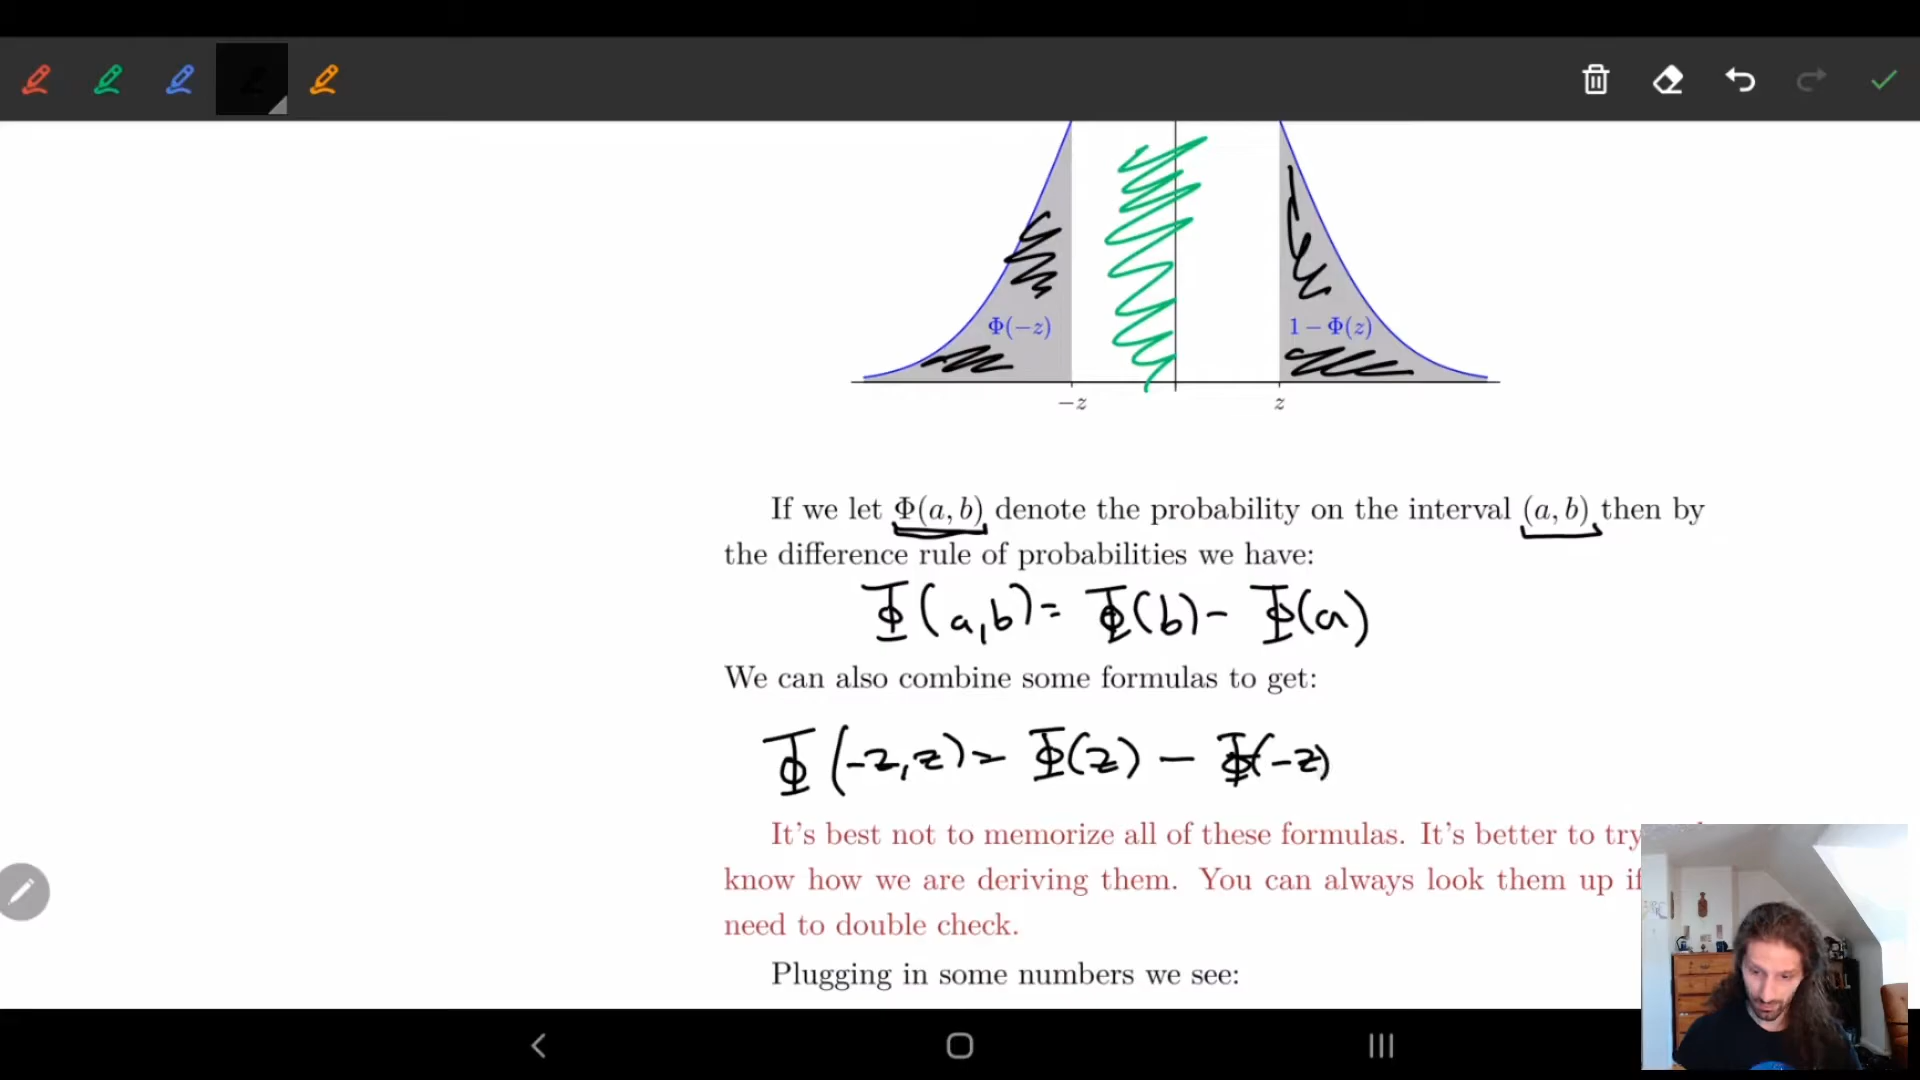 Φ(−z)
1 − Φ(z)
−z
z
If we let Φ(a, b) denote the probability on the interval (a, b) then by
the difference rule of probabilities we have:
Φ(a,b) = Φ(b) − Φ(a)
We can also combine some formulas to get:
Φ(−z,z) = Φ(z) − Φ(−z)
It's best not to memorize all of these formulas. It's better to try
know how we are deriving them. You can always look them up if
need to double check.
Plugging in some numbers we see: